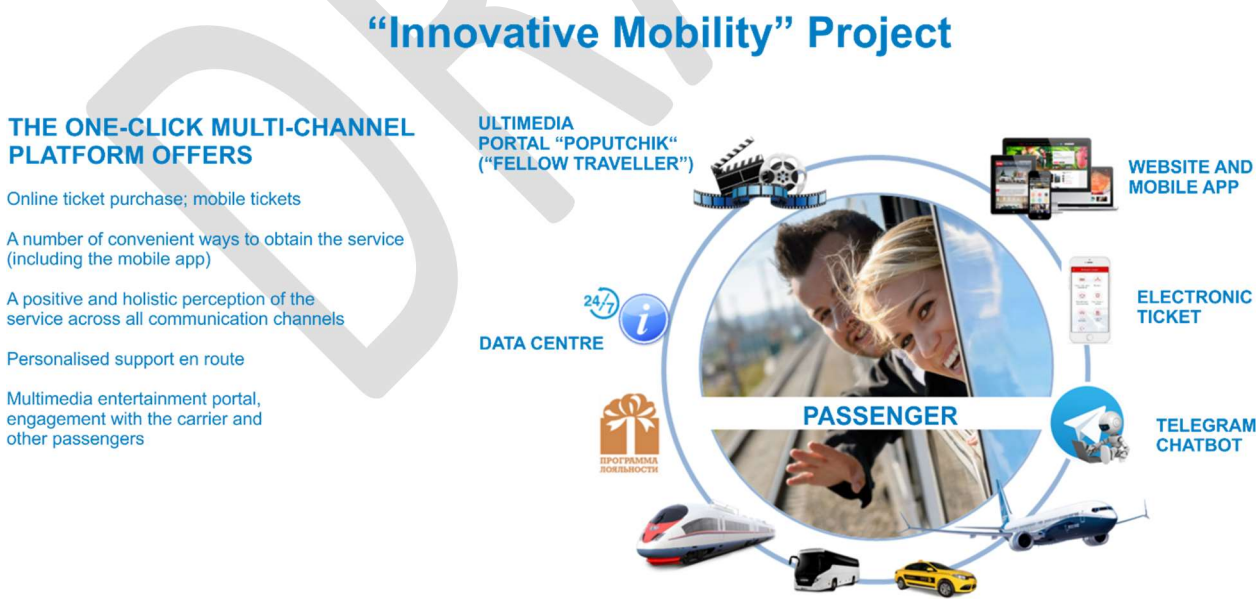 “Innovative Mobility” Project
THE ONE-CLICK MULTI-CHANNEL
PLATFORM OFFERS
Online ticket purchase; mobile tickets
A number of convenient ways to obtain the service
(including the mobile app)
A positive and holistic perception of the
service across all communication channels
Personalised support en route
Multimedia entertainment portal,
engagement with the carrier and
other passengers
ULTIMEDIA
PORTAL “POPUTCHIK“
(“FELLOW TRAVELLER”)
WEBSITE AND
MOBILE APP
24/7
i
DATA CENTRE
ELECTRONIC
TICKET
PASSENGER
TELEGRAM
CHATBOT
ПРОГРАММА
ЛОЯЛЬНОСТИ